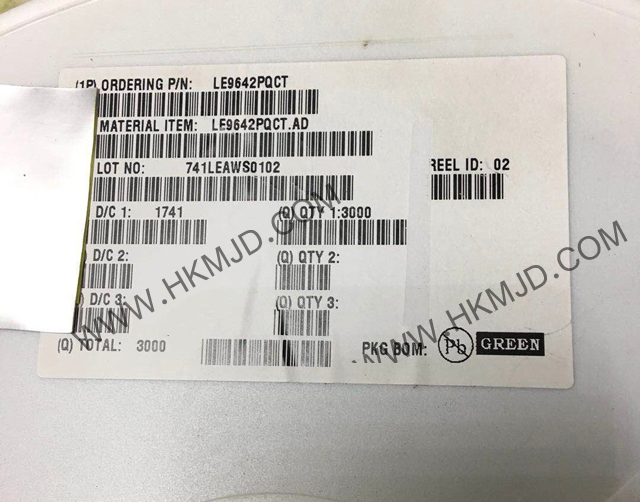 (1P) ORDERING P/N: LE9642PQCT
MATERIAL ITEM: LE9642PQCT.AD
LOT NO: 741LEAWS0102
REEL ID: 02
D/C 1: 1741 (Q) QTY 1:3000
) D/C 2: (Q) QTY 2:
) D/C 3: (Q) QTY 3:
(Q) TOTAL: 3000 PKG BOM: Pb GREEN
WWW.HKMJD.COM
WWW.HKMJD.COM